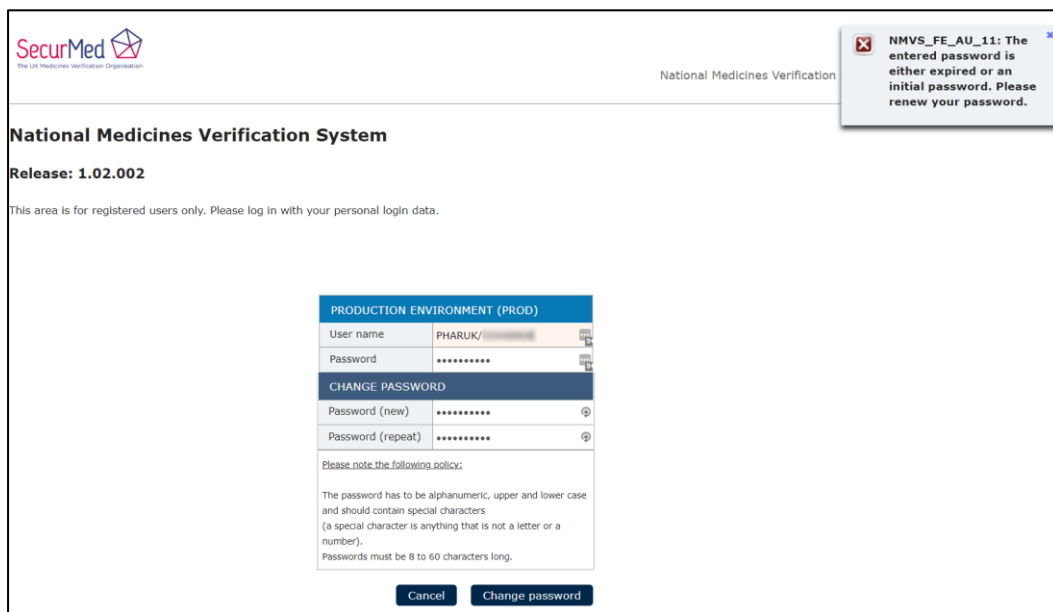 SecurMed
The UK Medicines Verification Organisation
National Medicines Verification
NMVS_FE_AU_11: The
entered password is
either expired or an
initial password. Please
renew your password.
National Medicines Verification System
Release: 1.02.002
This area is for registered users only. Please log in with your personal login data.
PRODUCTION ENVIRONMENT (PROD)
User name PHARUK/
Password ••••••••••
CHANGE PASSWORD
Password (new) ••••••••••
Password (repeat) ••••••••••
Please note the following policy:
The password has to be alphanumeric, upper and lower case
and should contain special characters
(a special character is anything that is not a letter or a
number).
Passwords must be 8 to 60 characters long.
Cancel Change password